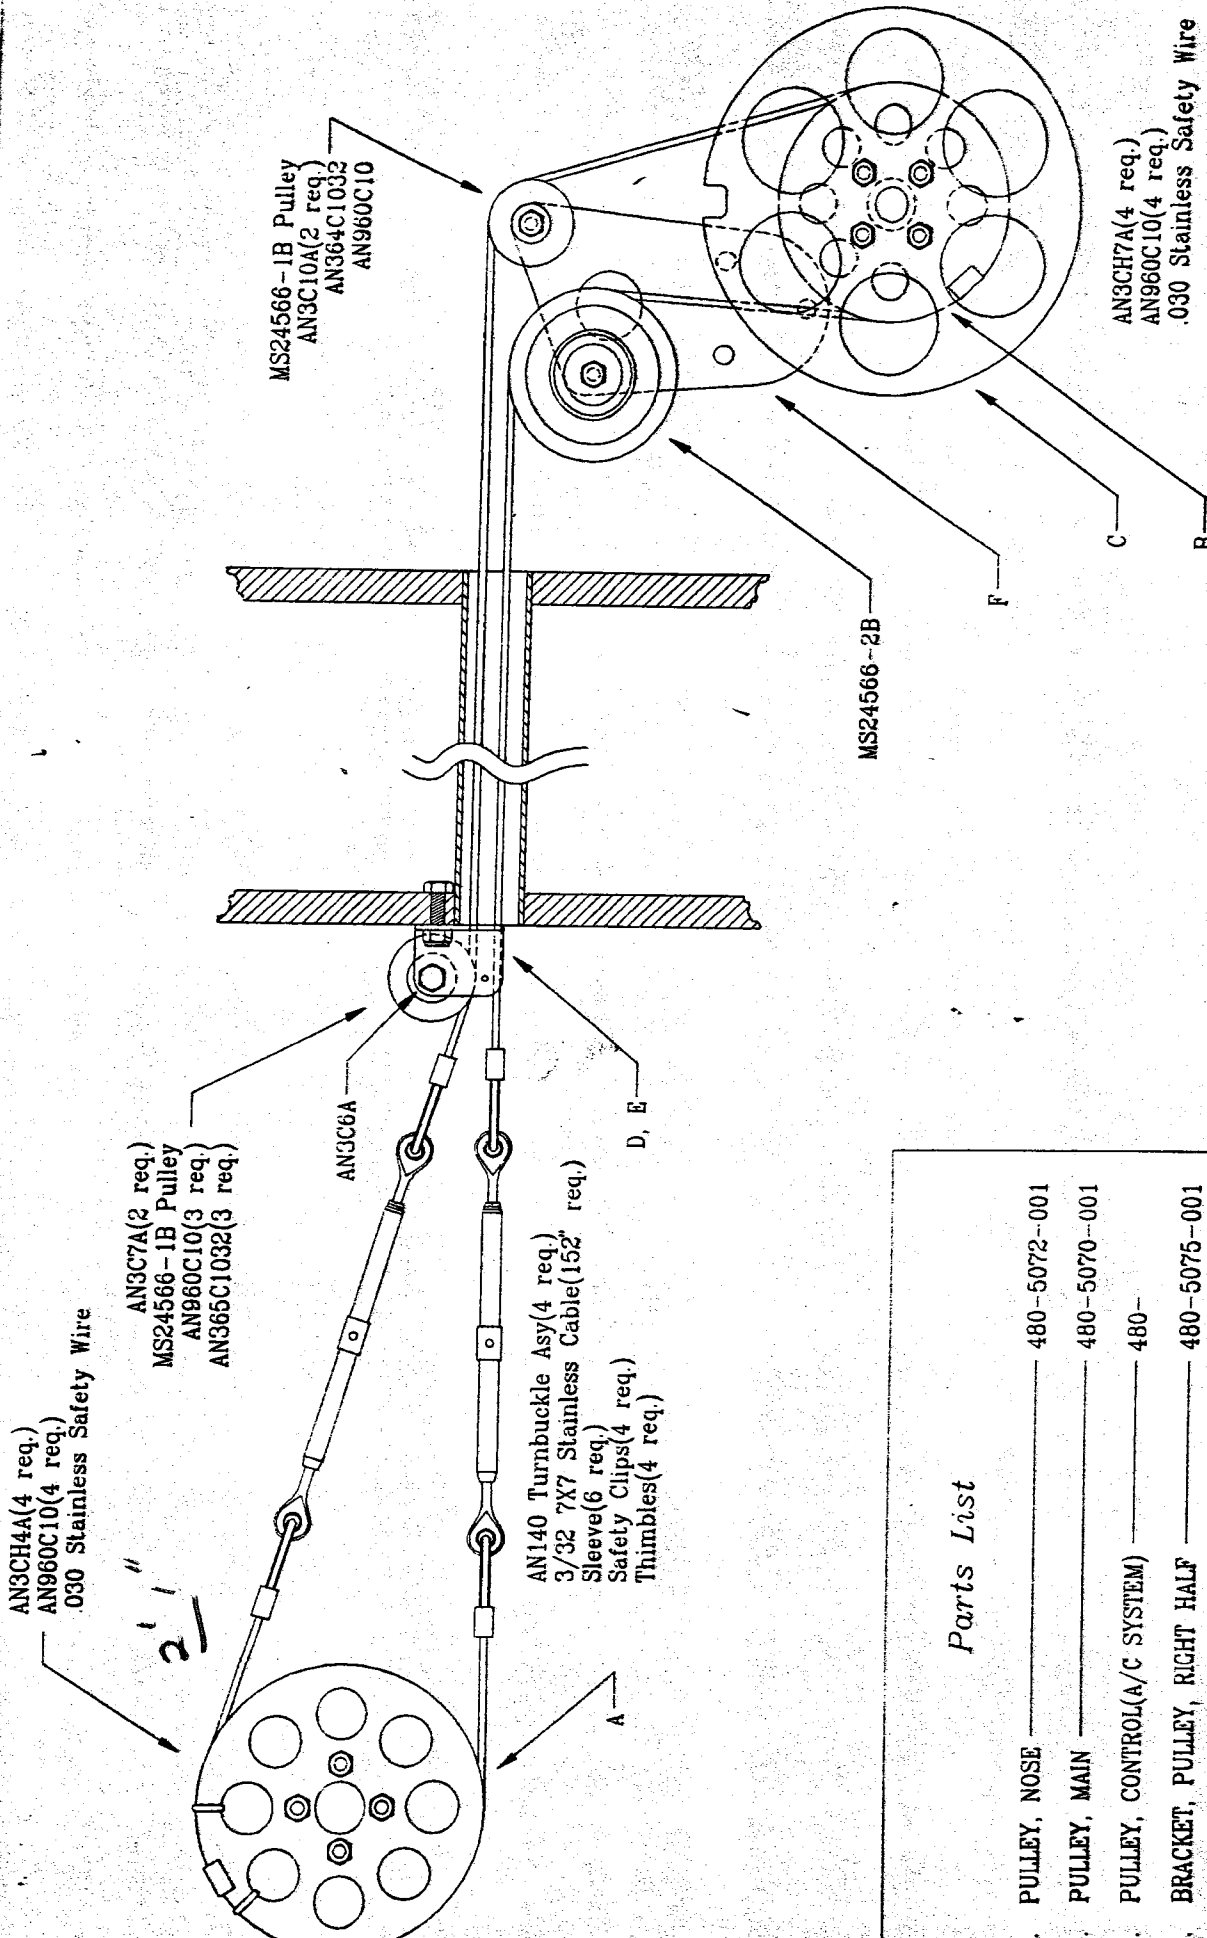 AN3CH4A(4 req.)
AN960C10(4 req.)
.030 Stainless Safety Wire
2' 1"
AN3C7A(2 req.)
MS24566-1B Pulley
AN960C10(3 req.)
AN365C1032(3 req.)
AN3C6A
MS24566-1B Pulley
AN3C10A(2 req.)
AN364C1032
AN960C10
A
AN140 Turnbuckle Asy(4 req.)
3/32 7X7 Stainless Cable(152" req.)
Sleeve(6 req.)
Safety Clips(4 req.)
Thimbles(4 req.)
D, E
MS24566-2B
F
C
B
AN3CH7A(4 req.)
AN960C10(4 req.)
.030 Stainless Safety Wire
Parts List
PULLEY, NOSE 480-5072-001
PULLEY, MAIN 480-5070-001
PULLEY, CONTROL(A/C SYSTEM) 480-
BRACKET, PULLEY, RIGHT HALF 480-5075-001